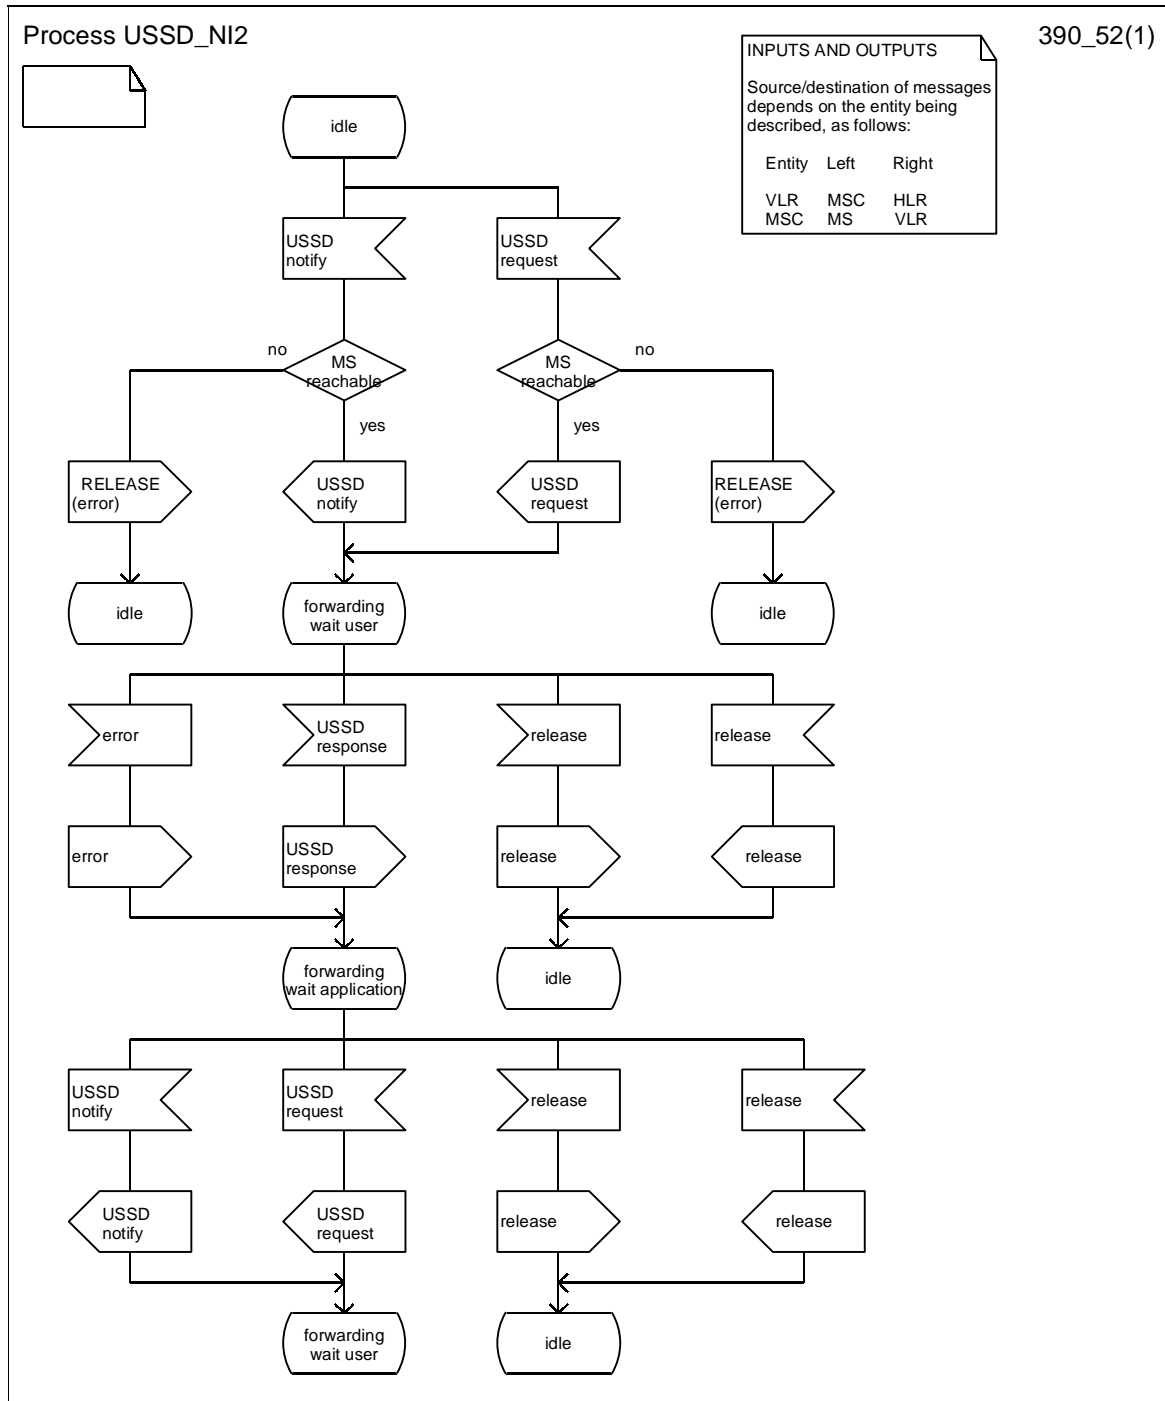 Process USSD_NI2
390_52(1)
INPUTS AND OUTPUTS
Source/destination of messages
depends on the entity being
described, as follows:
Entity Left Right
VLR MSC HLR
MSC MS VLR
idle
USSD
notify
USSD
request
no
MS
reachable
MS
reachable
no
yes
yes
RELEASE
(error)
USSD
notify
USSD
request
RELEASE
(error)
idle
forwarding
wait user
idle
error
USSD
response
release
release
error
USSD
response
release
release
forwarding
wait application
idle
USSD
notify
USSD
request
release
release
USSD
notify
USSD
request
release
release
forwarding
wait user
idle